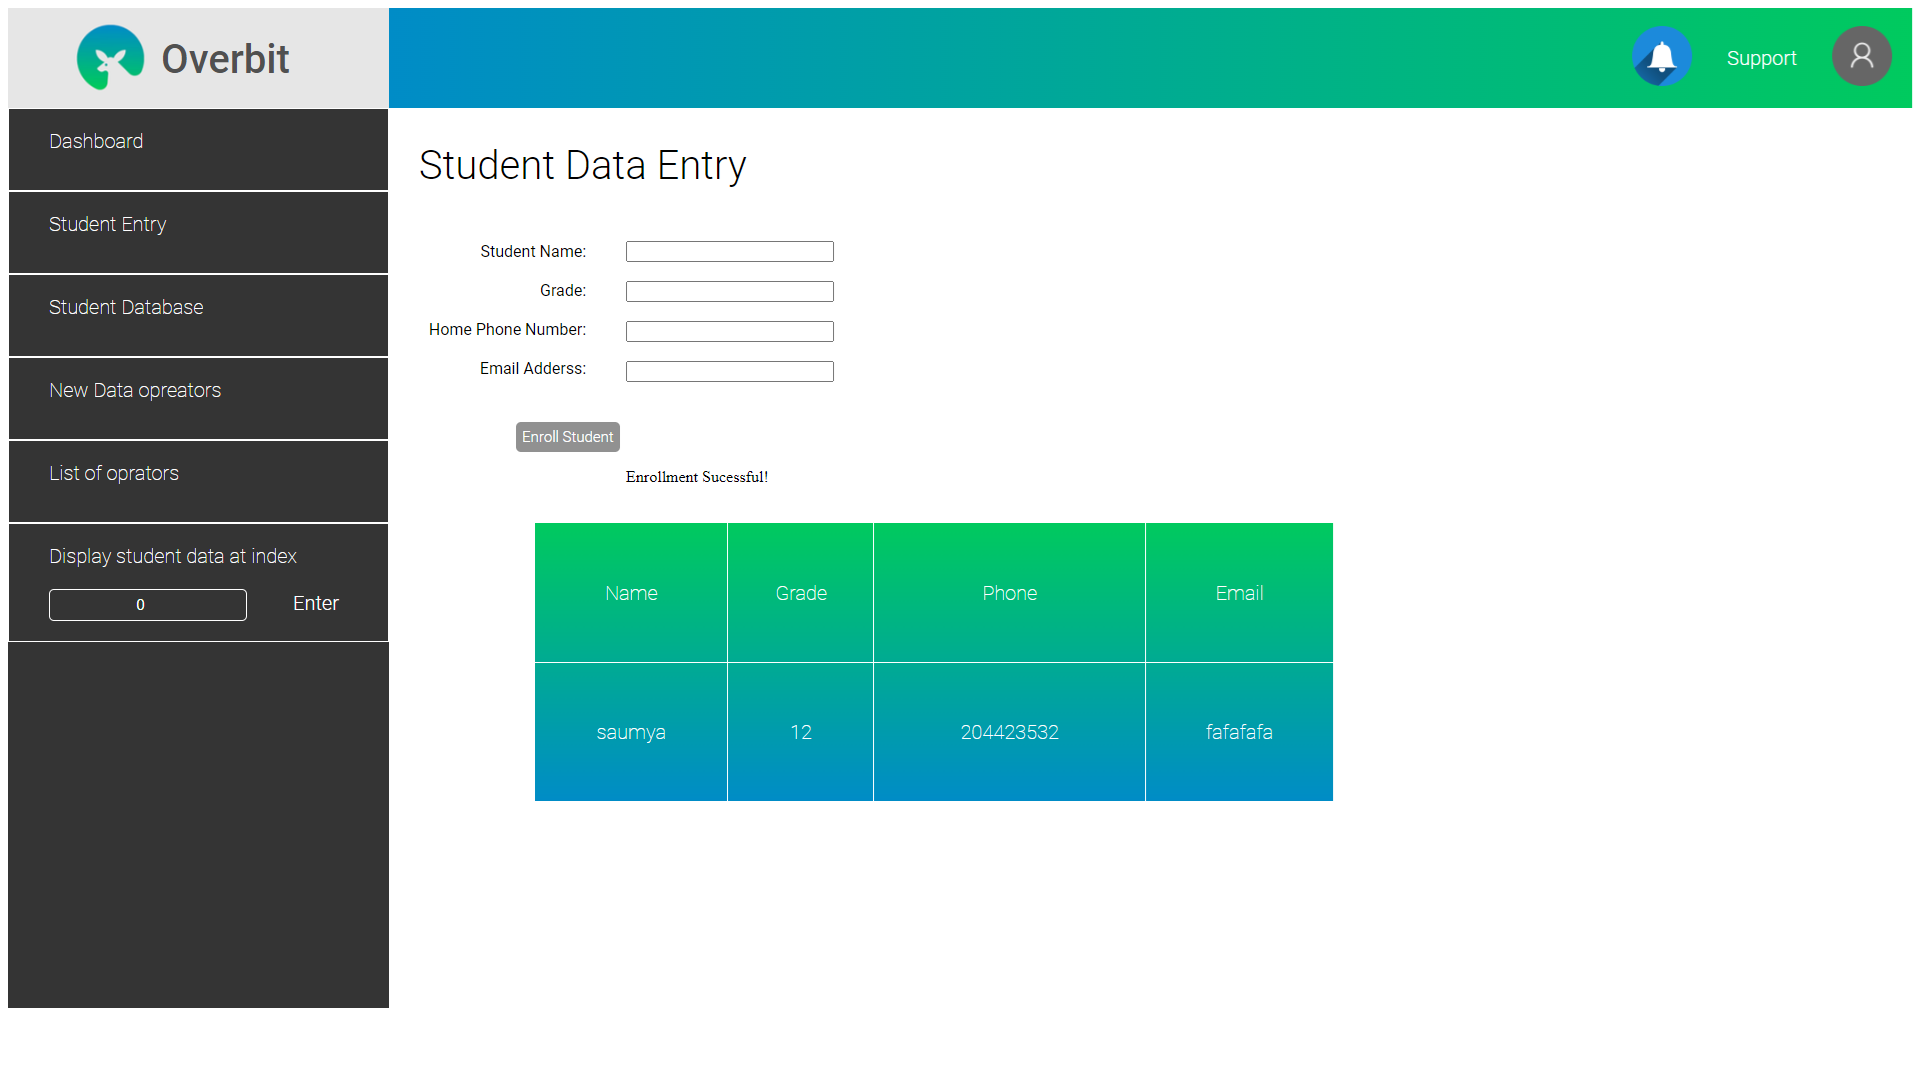 Overbit
Support
Dashboard
Student Entry
Student Database
New Data opreators
List of oprators
Display student data at index
0 Enter
Student Data Entry
Student Name:
Grade:
Home Phone Number:
Email Adderss:
Enroll Student
Enrollment Sucessful!
Name Grade Phone Email
saumya 12 204423532 fafafafa